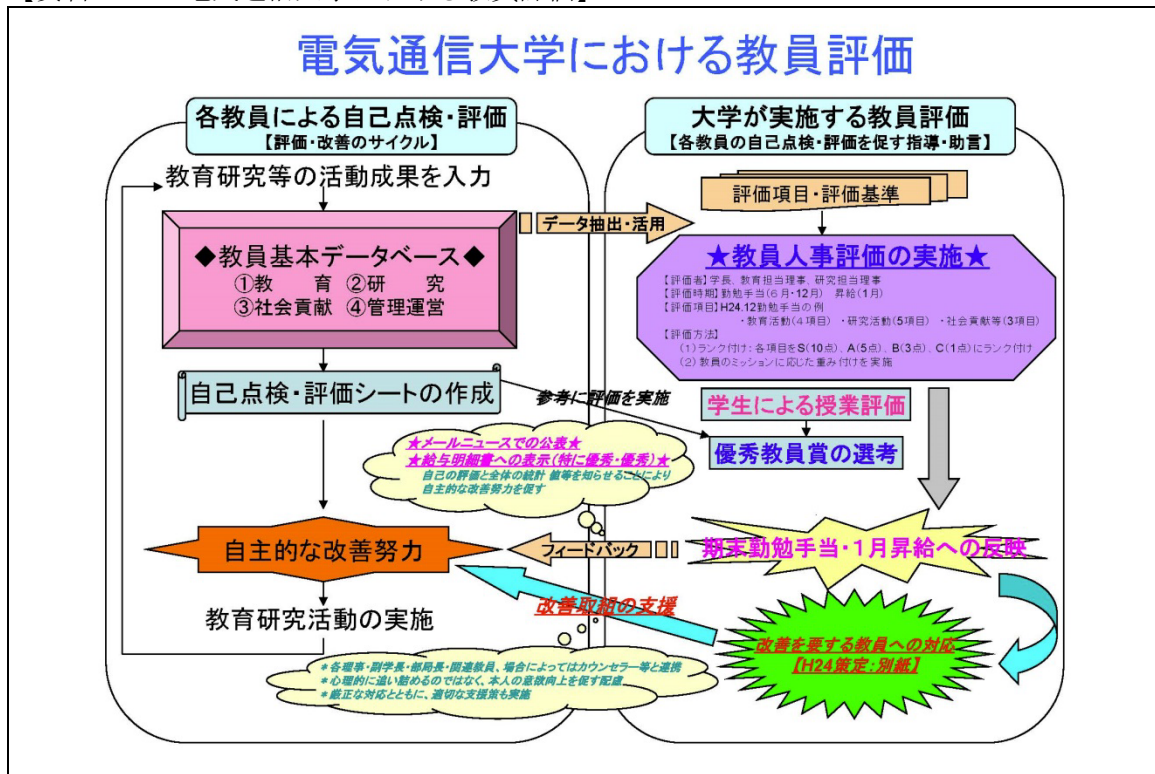 電気通信大学における教員評価
各教員による自己点検・評価
【評価・改善のサイクル】
教育研究等の活動成果を入力
◆教員基本データベース◆
①教　育 ②研　究
③社会貢献 ④管理運営
自己点検・評価シートの作成
自主的な改善努力
教育研究活動の実施
データ抽出・活用
参考に評価を実施
★メールニュースでの公表★
★給与明細書への表示(特に優秀・優秀)★
自己の評価と全体の統計 値等を知らせることにより
自主的な改善努力を促す
フィードバック
改善取組の支援
＊各理事・副学長・部局長・関連教員、場合によってはカウンセラー等と連携
＊心理的に追い詰めるのではなく、本人の意欲向上を促す配慮
＊厳正な対応とともに、適切な支援策も実施
大学が実施する教員評価
【各教員の自己点検・評価を促す指導・助言】
評価項目・評価基準
★教員人事評価の実施★
【評価者】学長、教育担当理事、研究担当理事
【評価時期】勤勉手当(6月・12月)　昇給(1月)
【評価項目】H24.12勤勉手当の例
・教育活動(4項目)　・研究活動(5項目)　・社会貢献等(3項目)
【評価方法】
(1)ランク付け：各項目をS(10点)、A(5点)、B(3点)、C(1点)にランク付け
(2)教員のミッションに応じた重み付けを実施
学生による授業評価
優秀教員賞の選考
期末勤勉手当・1月昇給への反映
改善を要する教員への対応
【H24策定:別紙】